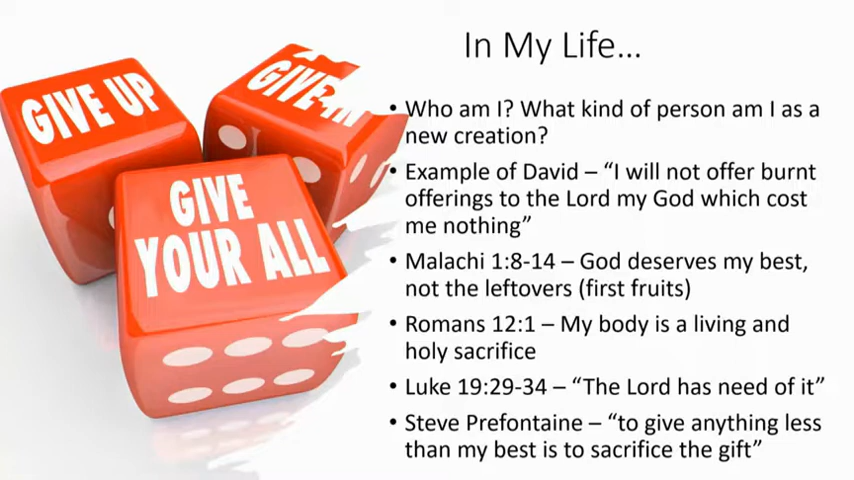 In My Life...
GIVE UP
GIVE-IN
GIVE
YOUR ALL
• Who am I? What kind of person am I as a
new creation?
• Example of David – “I will not offer burnt
offerings to the Lord my God which cost
me nothing”
• Malachi 1:8-14 – God deserves my best,
not the leftovers (first fruits)
• Romans 12:1 – My body is a living and
holy sacrifice
• Luke 19:29-34 – “The Lord has need of it”
• Steve Prefontaine – “to give anything less
than my best is to sacrifice the gift”